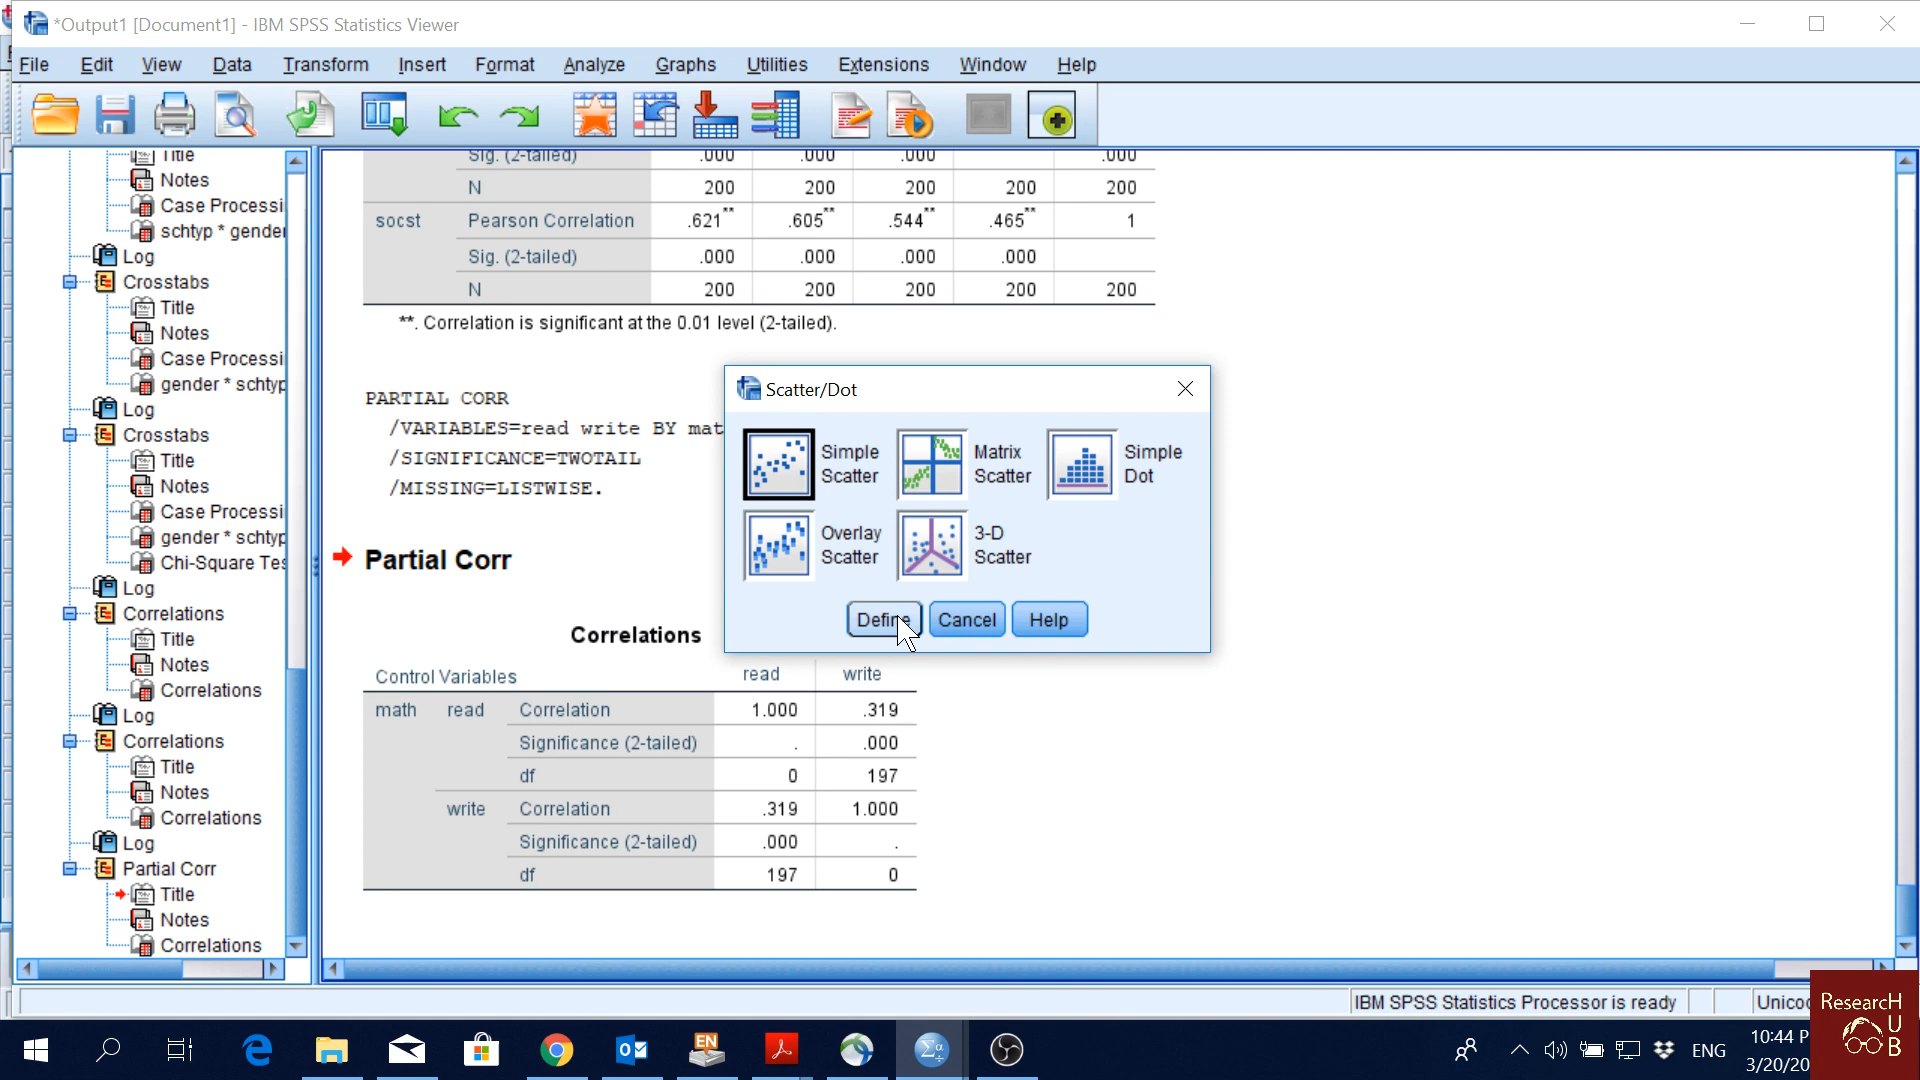 *Output1 [Document1] - IBM SPSS Statistics Viewer
File Edit View Data Transform Insert Format Analyze Graphs Utilities Extensions Window Help
Title
Notes
Case Processi
schtyp * gender
Log
Crosstabs
Title
Notes
Case Processi
gender * schtyp
Log
Crosstabs
Title
Notes
Case Processi
gender * schtyp
Chi-Square Tes
Log
Correlations
Title
Notes
Correlations
Log
Correlations
Title
Notes
Correlations
Log
Partial Corr
Title
Notes
Correlations
Sig. (2-tailed) .000 .000 .000 .000
N 200 200 200 200 200
socst Pearson Correlation .621** .605** .544** .465** 1
Sig. (2-tailed) .000 .000 .000 .000
N 200 200 200 200 200
**. Correlation is significant at the 0.01 level (2-tailed).
PARTIAL CORR
/VARIABLES=read write BY mat
/SIGNIFICANCE=TWOTAIL
/MISSING=LISTWISE.
Partial Corr
Correlations
Control Variables read write
math read Correlation 1.000 .319
Significance (2-tailed) . .000
df 0 197
write Correlation .319 1.000
Significance (2-tailed) .000 .
df 197 0
Scatter/Dot
Simple Scatter
Matrix Scatter
Simple Dot
Overlay Scatter
3-D Scatter
Define Cancel Help
IBM SPSS Statistics Processor is ready
Unico
EN
ENG
10:44 P
3/20/20
ResearcH
UB